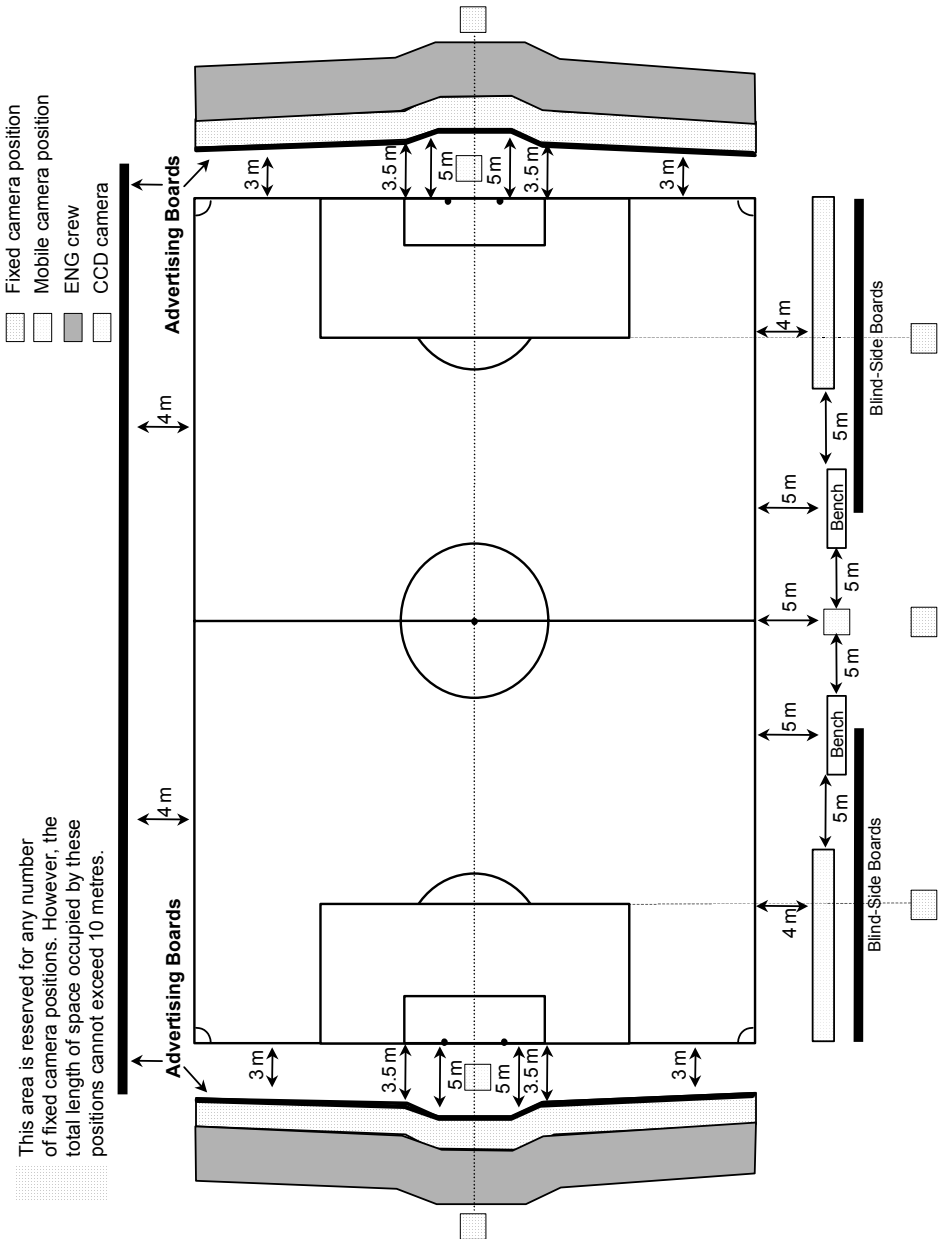 This area is reserved for any number
of fixed camera positions. However, the
total length of space occupied by these
positions cannot exceed 10 metres.
Fixed camera position
Mobile camera position
ENG crew
CCD camera
Advertising Boards
Advertising Boards
4 m
4 m
3 m
3.5 m
5 m
5 m
3.5 m
3 m
3 m
3.5 m
5 m
5 m
3.5 m
3 m
4 m
5 m
5 m
5 m
4 m
5 m
Bench
5 m
5 m
Bench
5 m
Blind-Side Boards
Blind-Side Boards